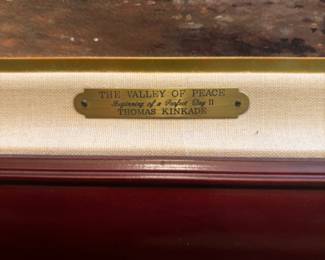 THE VALLEY OF PEACE
Beginning of a Perfect Day II
THOMAS KINKADE